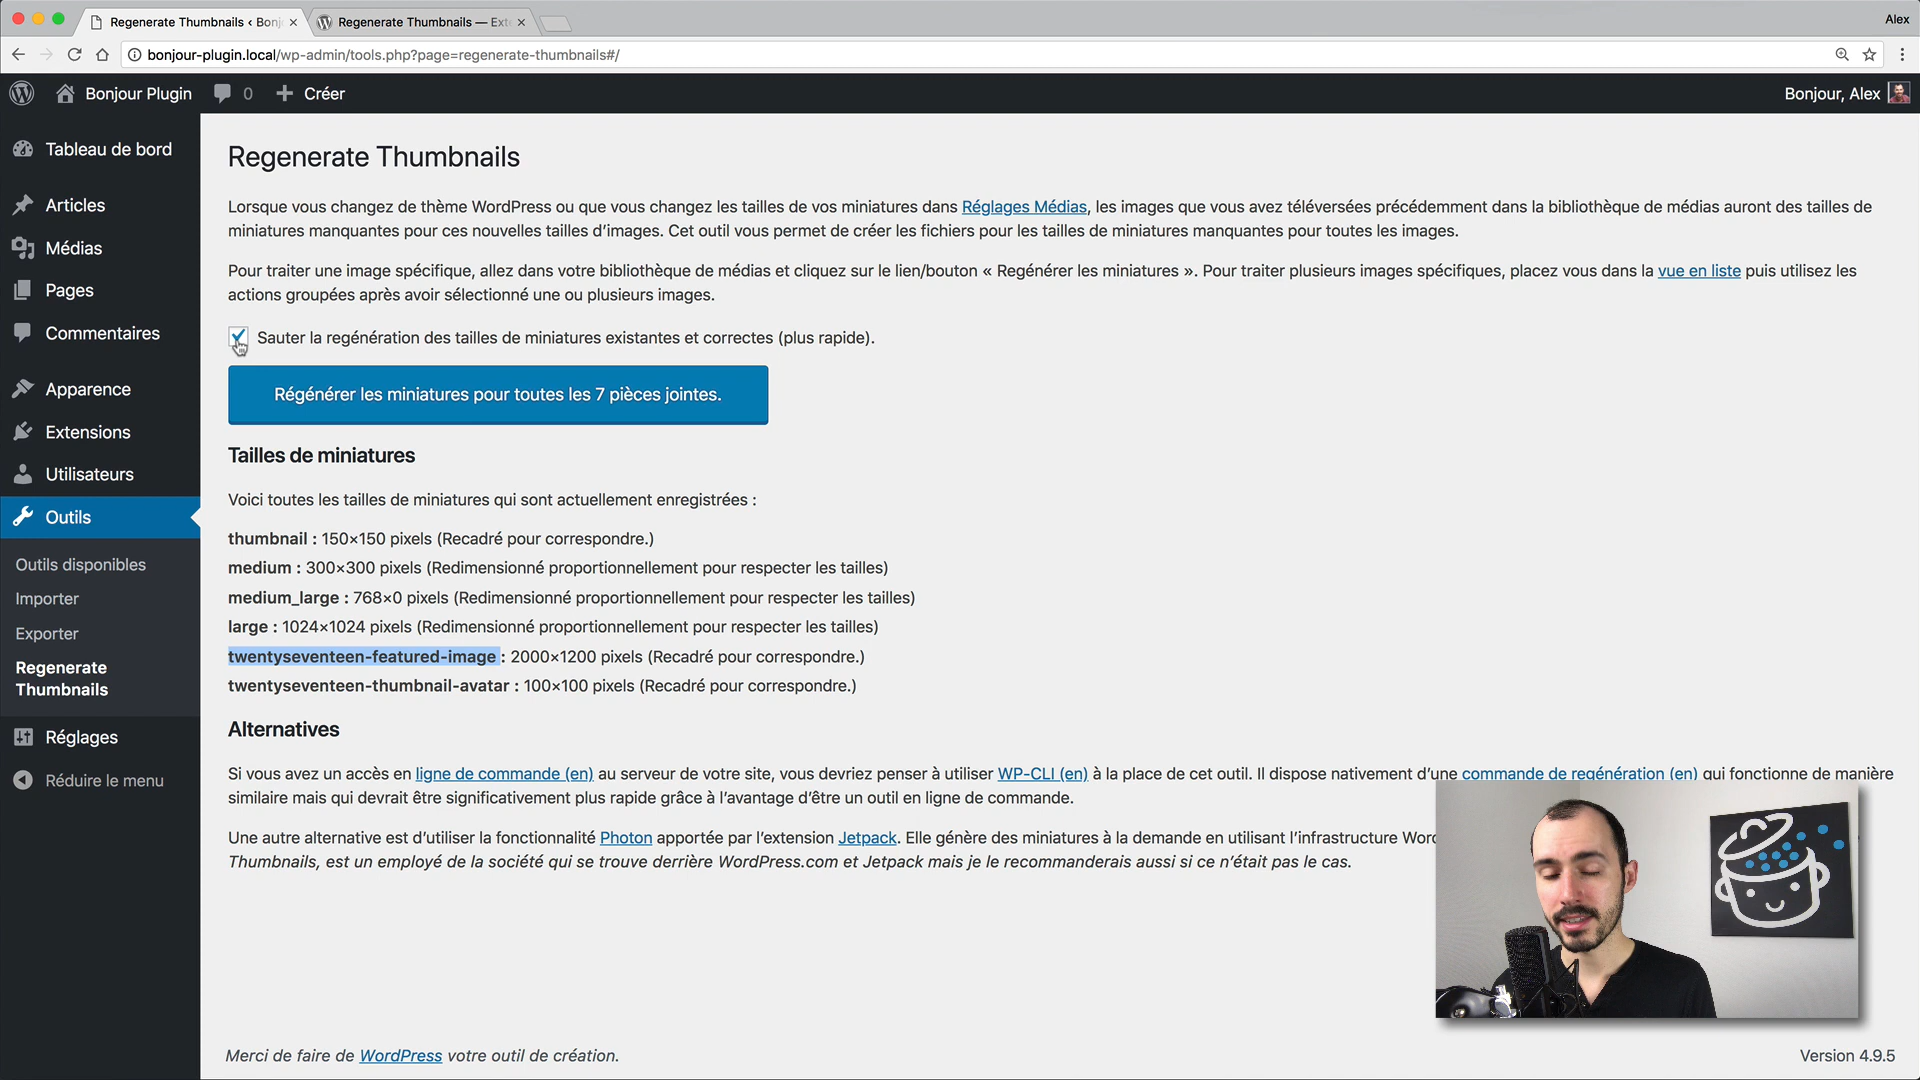 Regenerate Thumbnails ‹ Bonj
Regenerate Thumbnails — Exte
Alex
bonjour-plugin.local/wp-admin/tools.php?page=regenerate-thumbnails#/
Bonjour Plugin
0
Créer
Bonjour, Alex
Tableau de bord
Articles
Médias
Pages
Commentaires
Apparence
Extensions
Utilisateurs
Outils
Outils disponibles
Importer
Exporter
Regenerate
Thumbnails
Réglages
Réduire le menu
Regenerate Thumbnails
Lorsque vous changez de thème WordPress ou que vous changez les tailles de vos miniatures dans Réglages Médias, les images que vous avez téléversées précédemment dans la bibliothèque de médias auront des tailles de
miniatures manquantes pour ces nouvelles tailles d’images. Cet outil vous permet de créer les fichiers pour les tailles de miniatures manquantes pour toutes les images.
Pour traiter une image spécifique, allez dans votre bibliothèque de médias et cliquez sur le lien/bouton « Regénérer les miniatures ». Pour traiter plusieurs images spécifiques, placez vous dans la vue en liste puis utilisez les
actions groupées après avoir sélectionné une ou plusieurs images.
Sauter la regénération des tailles de miniatures existantes et correctes (plus rapide).
Régénérer les miniatures pour toutes les 7 pièces jointes.
Tailles de miniatures
Voici toutes les tailles de miniatures qui sont actuellement enregistrées :
thumbnail : 150×150 pixels (Recadré pour correspondre.)
medium : 300×300 pixels (Redimensionné proportionnellement pour respecter les tailles)
medium_large : 768×0 pixels (Redimensionné proportionnellement pour respecter les tailles)
large : 1024×1024 pixels (Redimensionné proportionnellement pour respecter les tailles)
twentyseventeen-featured-image : 2000×1200 pixels (Recadré pour correspondre.)
twentyseventeen-thumbnail-avatar : 100×100 pixels (Recadré pour correspondre.)
Alternatives
Si vous avez un accès en ligne de commande (en) au serveur de votre site, vous devriez penser à utiliser WP-CLI (en) à la place de cet outil. Il dispose nativement d’une commande de regénération (en) qui fonctionne de manière
similaire mais qui devrait être significativement plus rapide grâce à l’avantage d’être un outil en ligne de commande.
Une autre alternative est d’utiliser la fonctionnalité Photon apportée par l’extension Jetpack. Elle génère des miniatures à la demande en utilisant l’infrastructure Wor
Thumbnails, est un employé de la société qui se trouve derrière WordPress.com et Jetpack mais je le recommanderais aussi si ce n’était pas le cas.
Merci de faire de WordPress votre outil de création.
Version 4.9.5